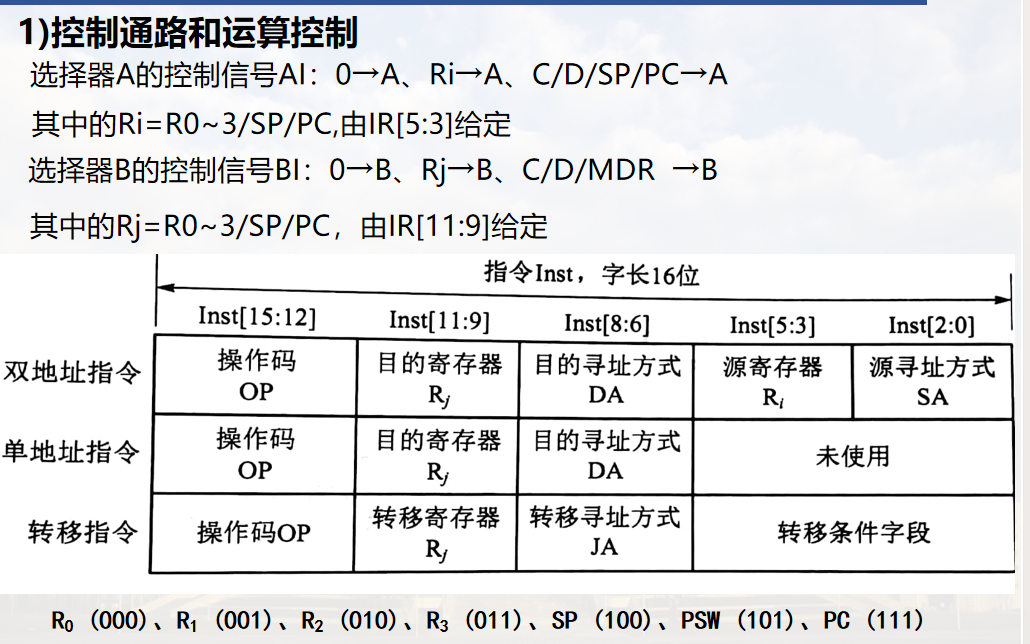 1)控制通路和运算控制
选择器A的控制信号AI：0→A、Ri→A、C/D/SP/PC→A
其中的Ri=R0~3/SP/PC,由IR[5:3]给定
选择器B的控制信号BI：0→B、Rj→B、C/D/MDR →B
其中的Rj=R0~3/SP/PC，由IR[11:9]给定
指令Inst，字长16位
Inst[15:12] Inst[11:9] Inst[8:6] Inst[5:3] Inst[2:0]
双地址指令 操作码 OP 目的寄存器 Rj 目的寻址方式 DA 源寄存器 Ri 源寻址方式 SA
单地址指令 操作码 OP 目的寄存器 Rj 目的寻址方式 DA 未使用
转移指令 操作码OP 转移寄存器 Rj 转移寻址方式 JA 转移条件字段
R0 (000)、R1 (001)、R2 (010)、R3 (011)、SP (100)、PSW (101)、PC (111)